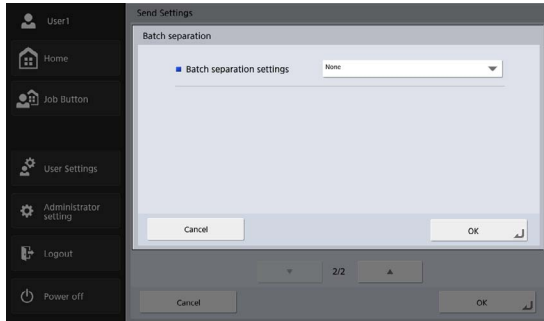 User1
Home
Job Button
User Settings
Administrator
setting
Logout
Power off
Send Settings
Batch separation
Batch separation settings
None
Cancel
OK
2/2
Cancel
OK